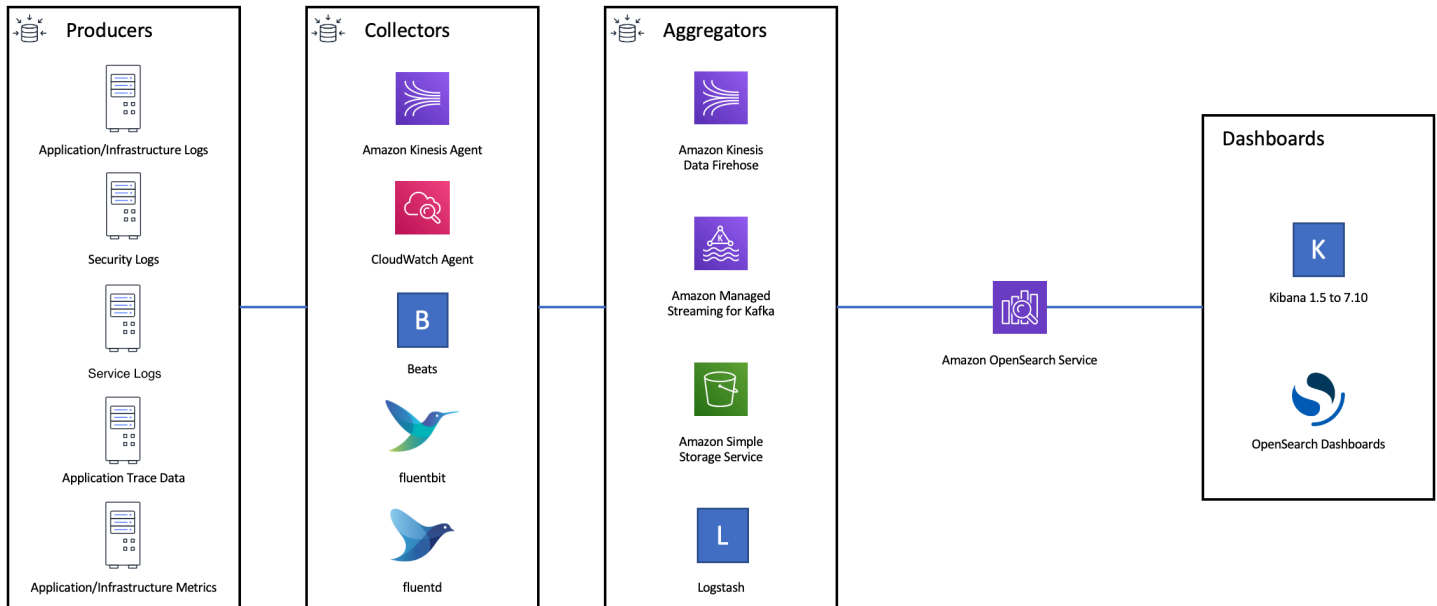 Producers
Application/Infrastructure Logs
Security Logs
Service Logs
Application Trace Data
Application/Infrastructure Metrics
Collectors
Amazon Kinesis Agent
CloudWatch Agent
B
Beats
fluentbit
fluentd
Aggregators
Amazon Kinesis
Data Firehose
K
Amazon Managed
Streaming for Kafka
Amazon Simple
Storage Service
L
Logstash
Amazon OpenSearch Service
Dashboards
K
Kibana 1.5 to 7.10
OpenSearch Dashboards